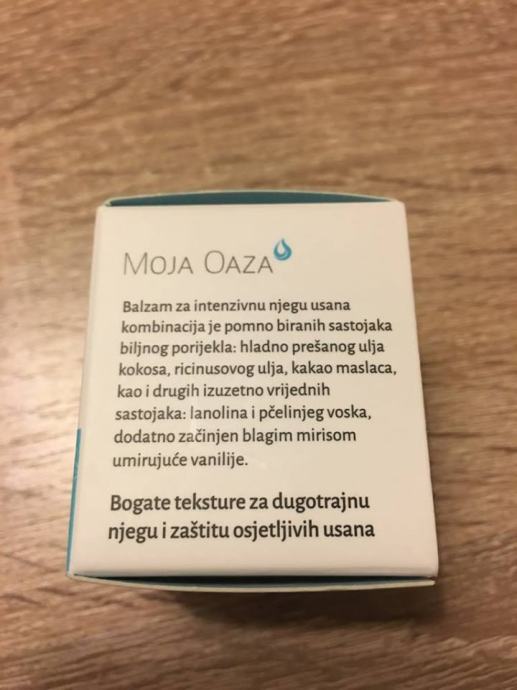 MOJA OAZA
Balzam za intenzivnu njegu usana
kombinacija je pomno biranih sastojaka
biljnog porijekla: hladno prešanog ulja
kokosa, ricinusovog ulja, kakao maslaca,
kao i drugih izuzetno vrijednih
sastojaka: lanolina i pčelinjeg voska,
dodatno začinjen blagim mirisom
umirujuće vanilije.
Bogate teksture za dugotrajnu
njegu i zaštitu osjetljivih usana